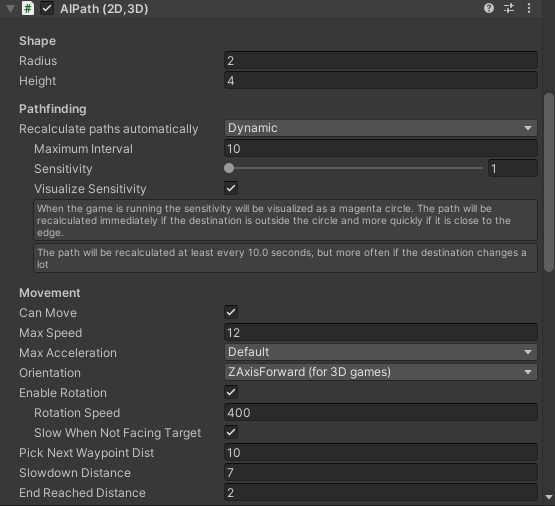 AIPath (2D,3D)
Shape
Radius 2
Height 4
Pathfinding
Recalculate paths automatically Dynamic
Maximum Interval 10
Sensitivity 1
Visualize Sensitivity
When the game is running the sensitivity will be visualized as a magenta circle. The path will be
recalculated immediately if the destination is outside the circle and more quickly if it is close to the
edge.
The path will be recalculated at least every 10.0 seconds, but more often if the destination changes a
lot
Movement
Can Move
Max Speed 12
Max Acceleration Default
Orientation ZAxisForward (for 3D games)
Enable Rotation
Rotation Speed 400
Slow When Not Facing Target
Pick Next Waypoint Dist 10
Slowdown Distance 7
End Reached Distance 2